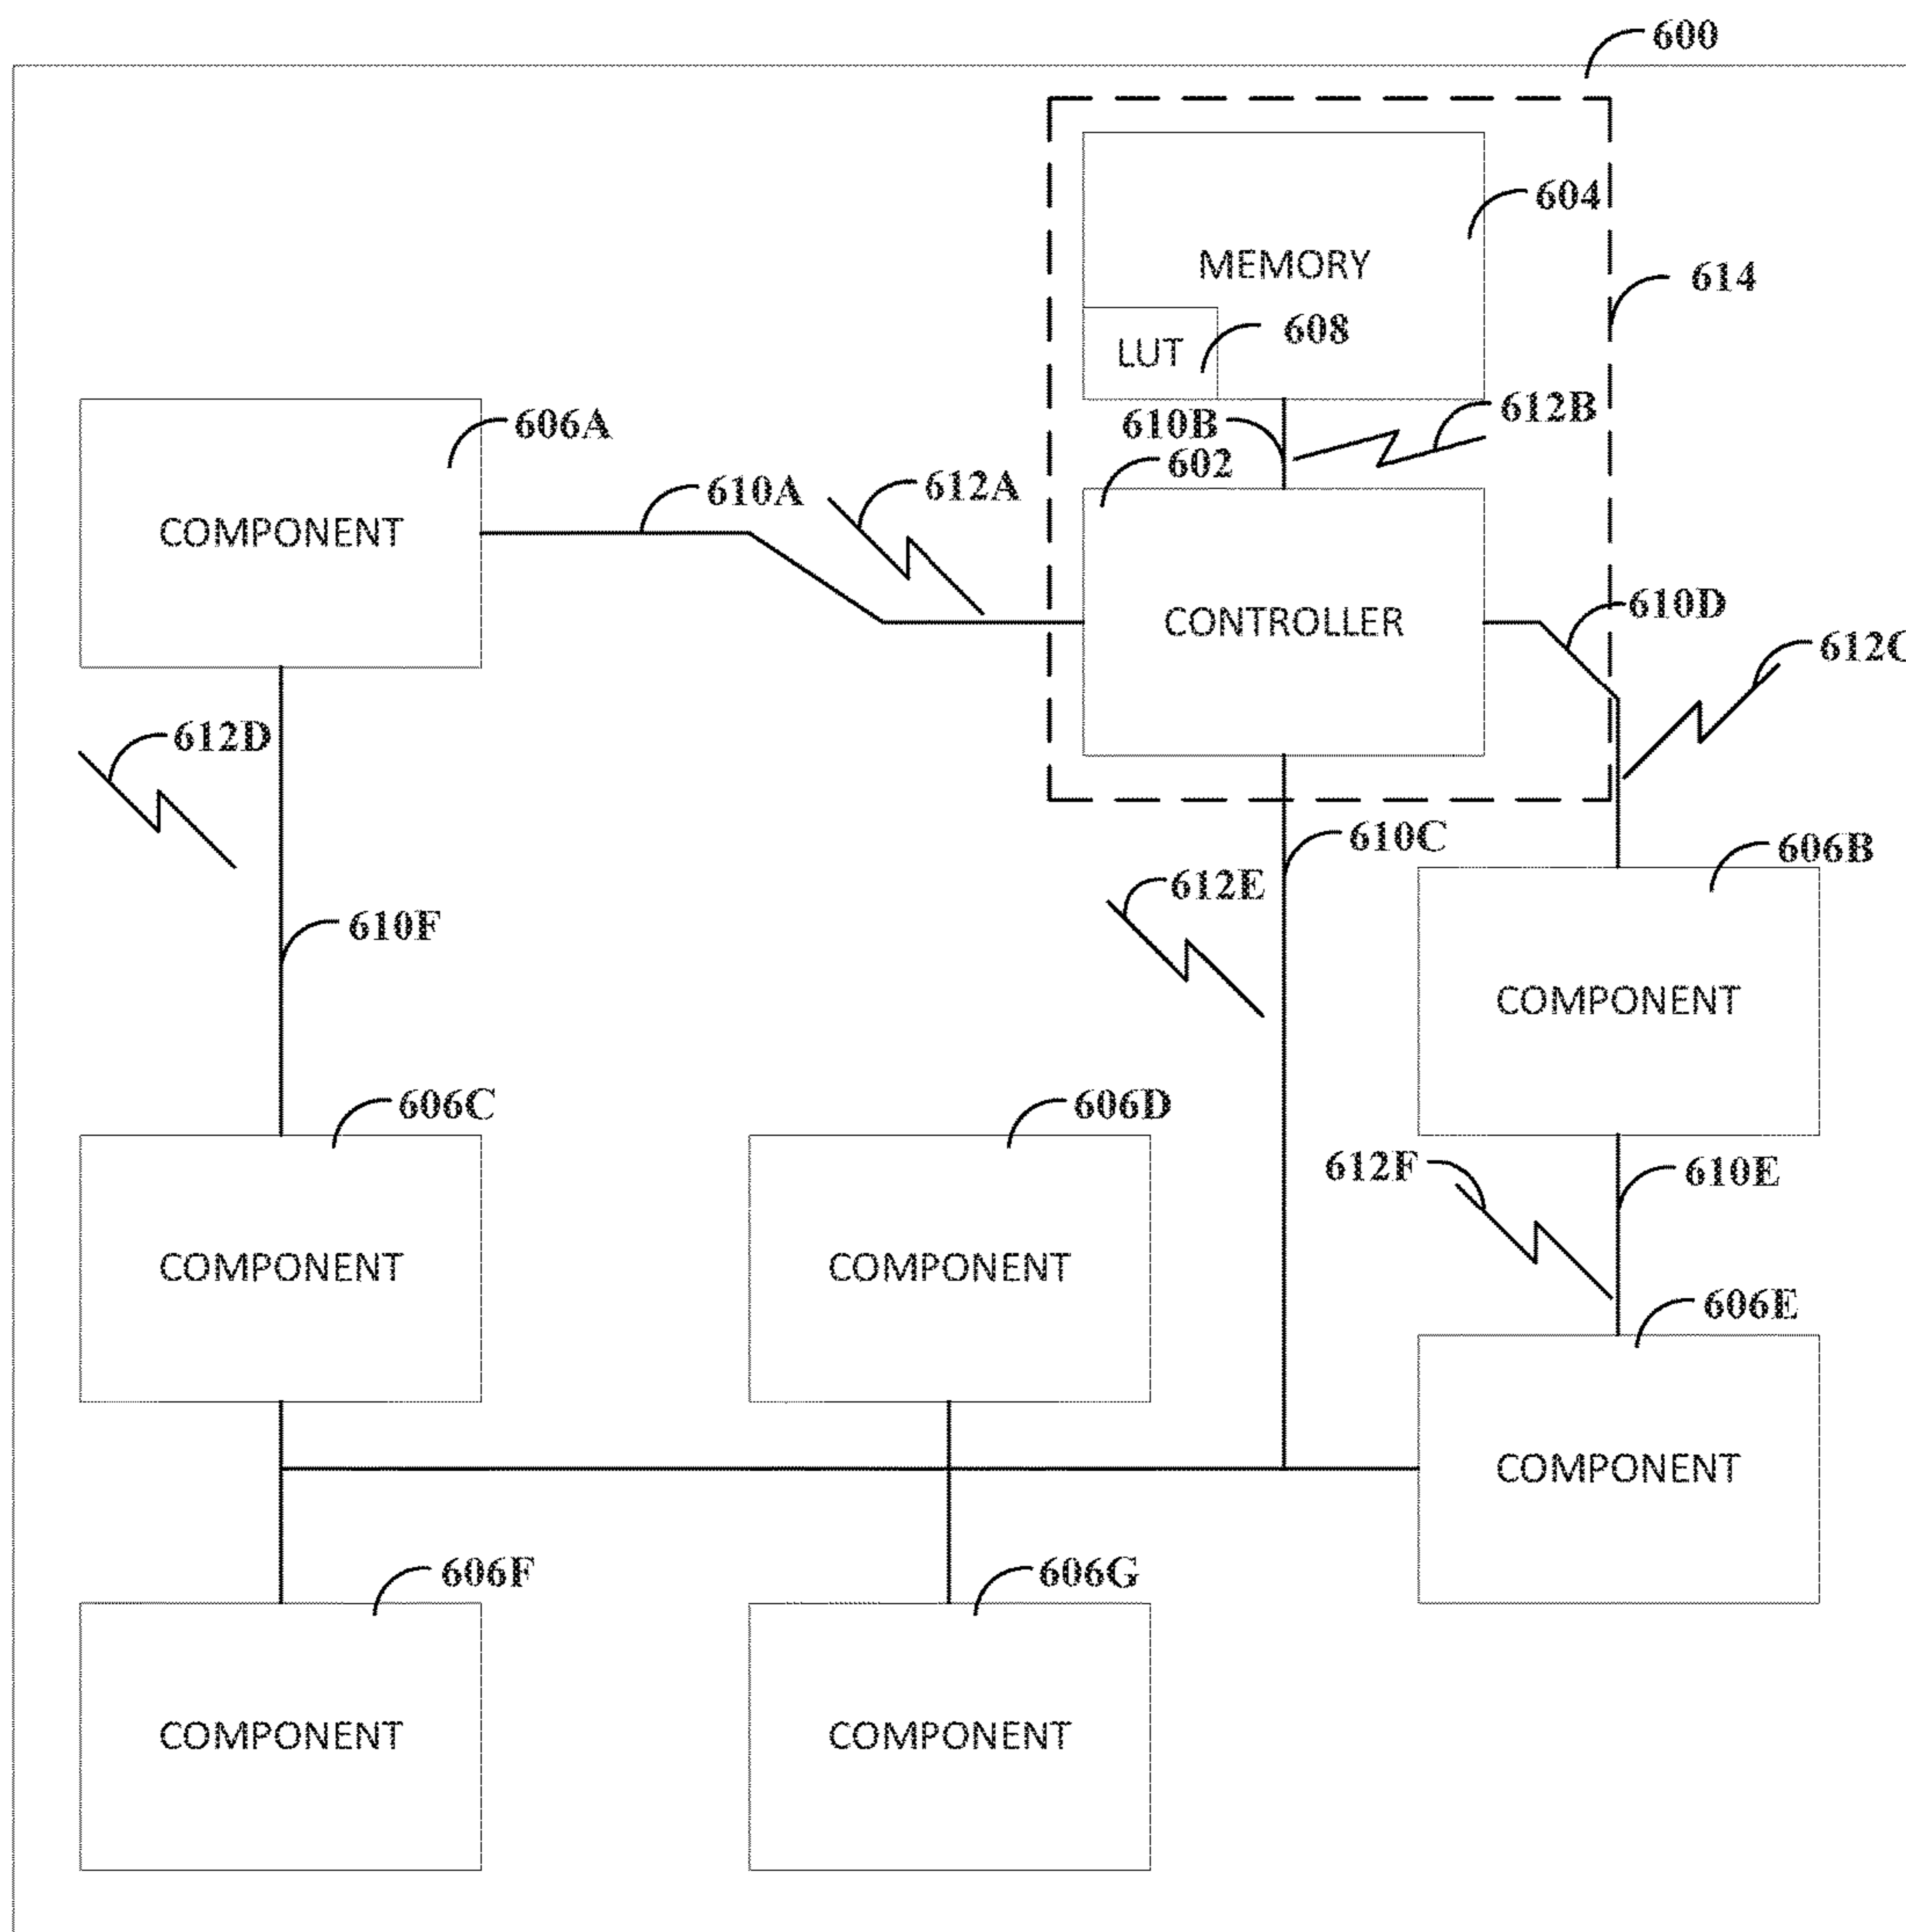 600
604
MEMORY
614
608
LUT
606A
610B
612B
602
610A
612A
COMPONENT
610D
CONTROLLER
612C
612D
610C
606B
612E
610F
COMPONENT
606C
606D
612F
610E
COMPONENT
COMPONENT
606E
COMPONENT
606F
606G
COMPONENT
COMPONENT